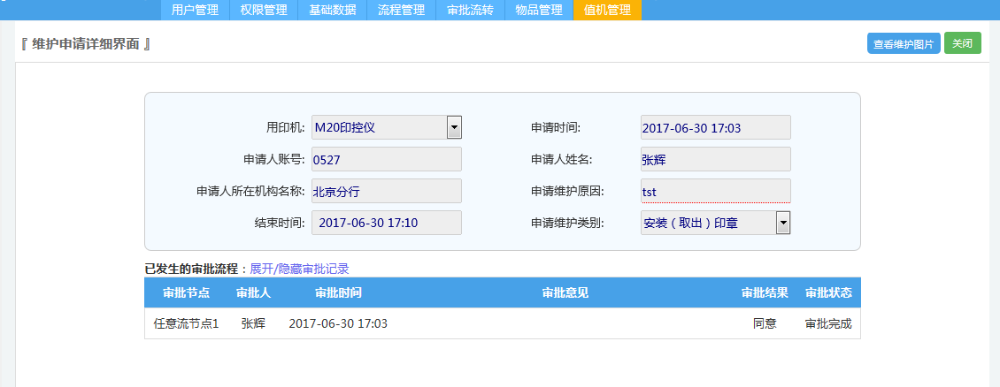 用户管理 权限管理 基础数据 流程管理 审批流转 物品管理 值机管理
『 维护申请详细界面 』 查看维护图片 关闭
用印机: M20印控仪 申请时间: 2017-06-30 17:03
申请人账号: 0527 申请人姓名: 张辉
申请人所在机构名称: 北京分行 申请维护原因: tst
结束时间: 2017-06-30 17:10 申请维护类别: 安装（取出）印章
已发生的审批流程：展开/隐藏审批记录
审批节点 审批人 审批时间 审批意见 审批结果 审批状态
任意流节点1 张辉 2017-06-30 17:03 同意 审批完成